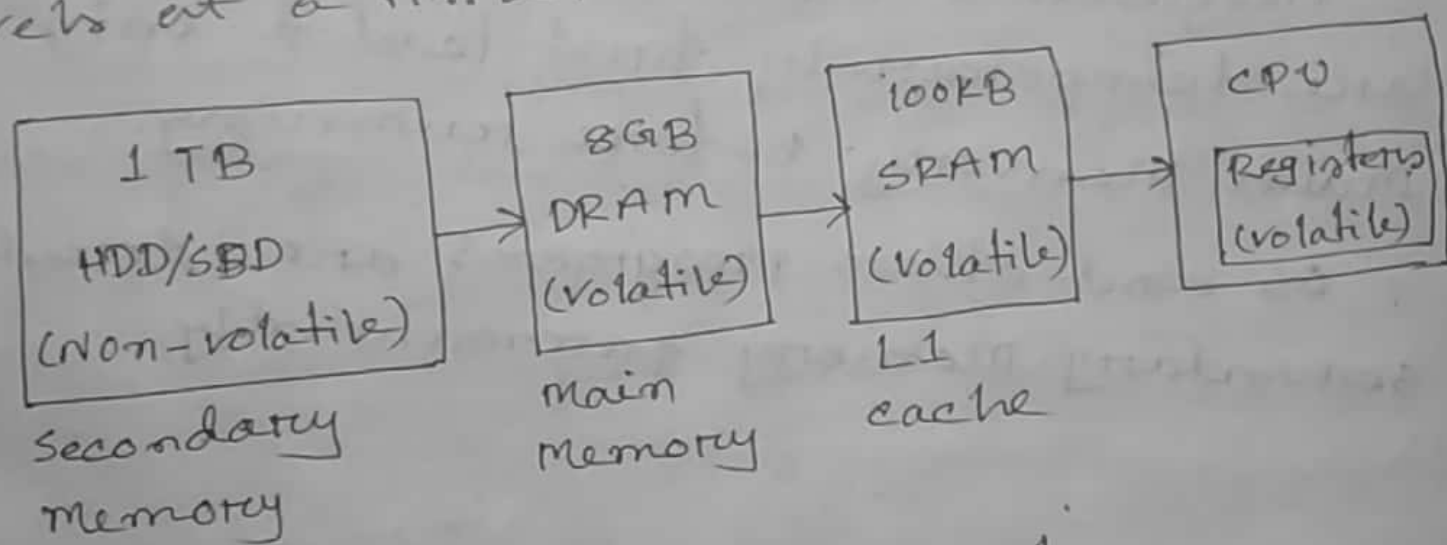 at a
1 TB
HDD/SSD
(Non-volatile)
Secondary
memory
8GB
DRAM
(volatile)
main
memory
100KB
SRAM
(volatile)
L1
cache
CPU
Registers
(volatile)